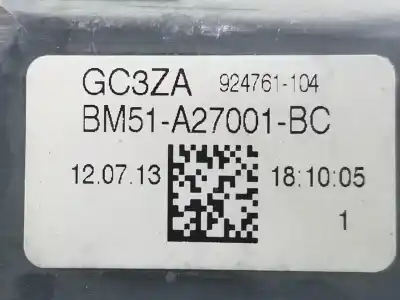 GC3ZA 924761-104
BM51-A27001-BC
12.07.13 18:10:05
1